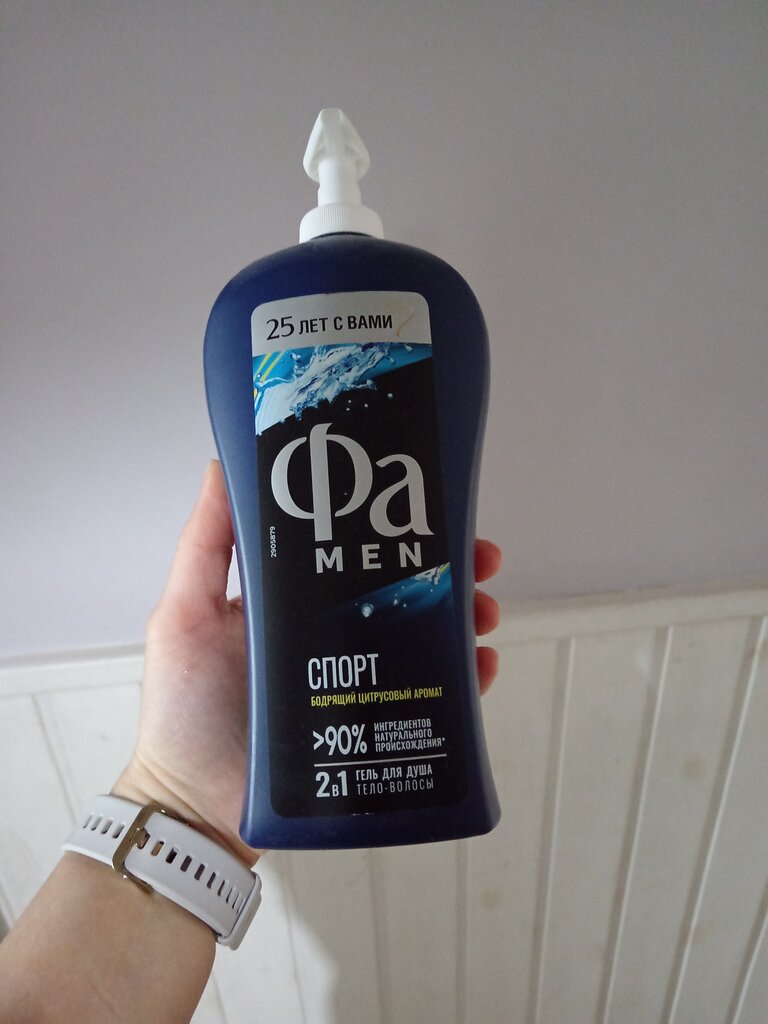 25 ЛЕТ С ВАМИ
Фа
MEN
2905879
СПОРТ
БОДРЯЩИЙ ЦИТРУСОВЫЙ АРОМАТ
>90% ИНГРЕДИЕНТОВ
НАТУРАЛЬНОГО
ПРОИСХОЖДЕНИЯ*
2в1 ГЕЛЬ ДЛЯ ДУША
ТЕЛО-ВОЛОСЫ